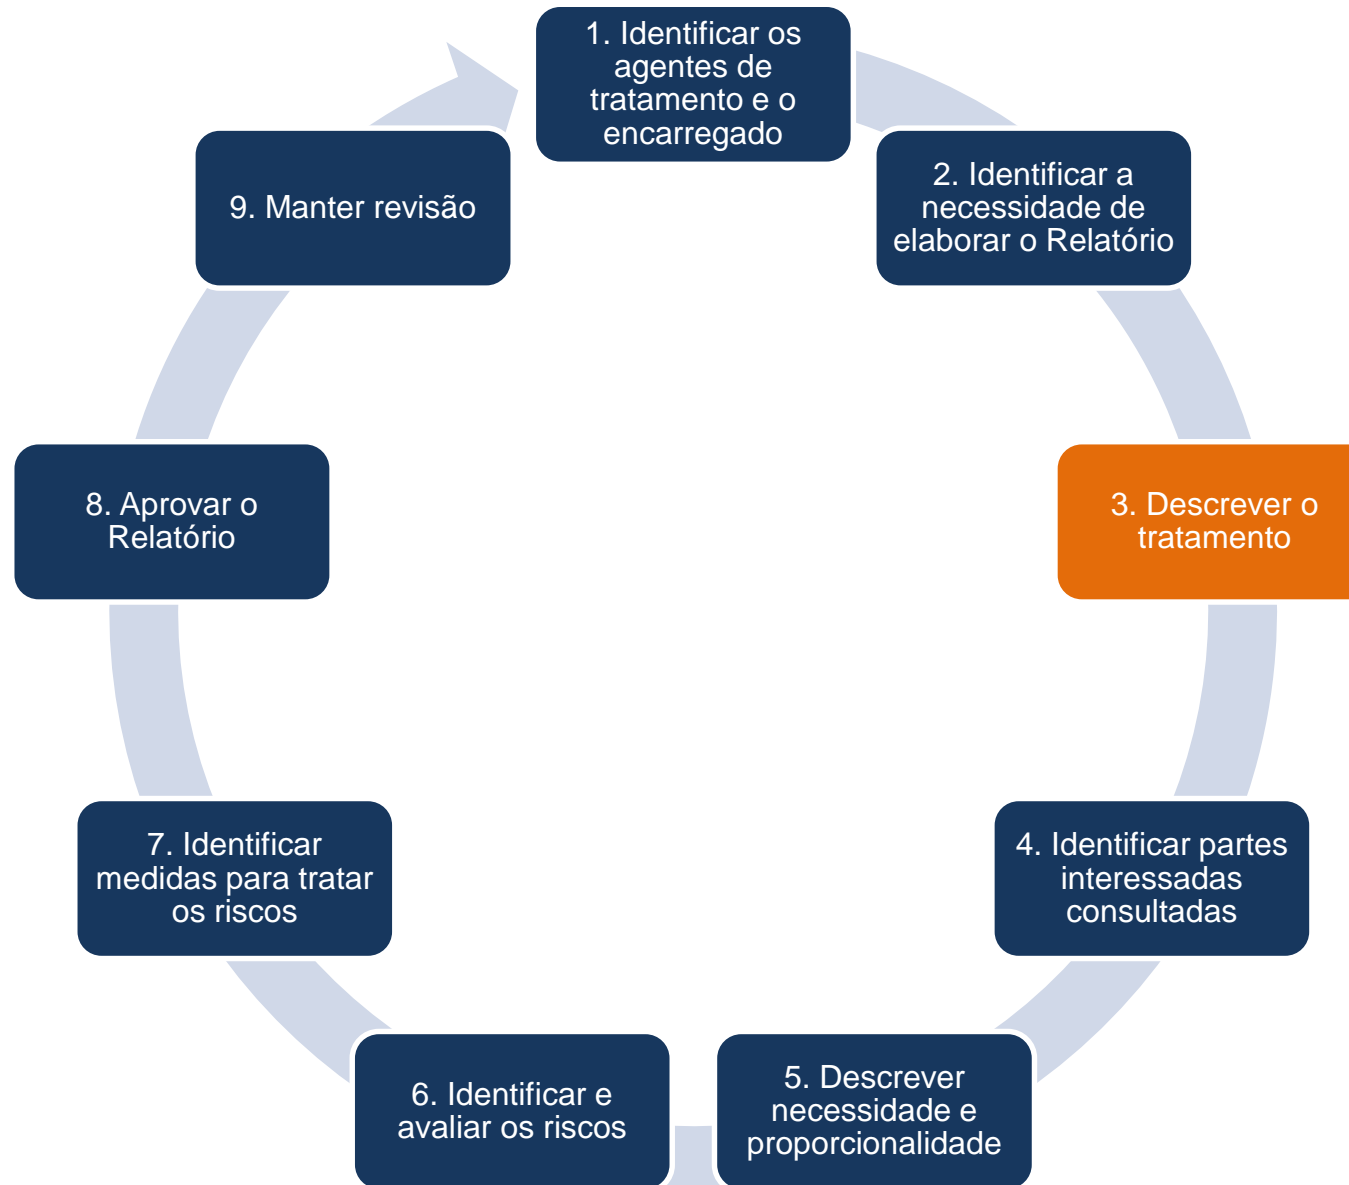 1. Identificar os
agentes de
tratamento e o
encarregado
2. Identificar a
necessidade de
elaborar o Relatório
3. Descrever o
tratamento
4. Identificar partes
interessadas
consultadas
5. Descrever
necessidade e
proporcionalidade
6. Identificar e
avaliar os riscos
7. Identificar
medidas para tratar
os riscos
8. Aprovar o
Relatório
9. Manter revisão